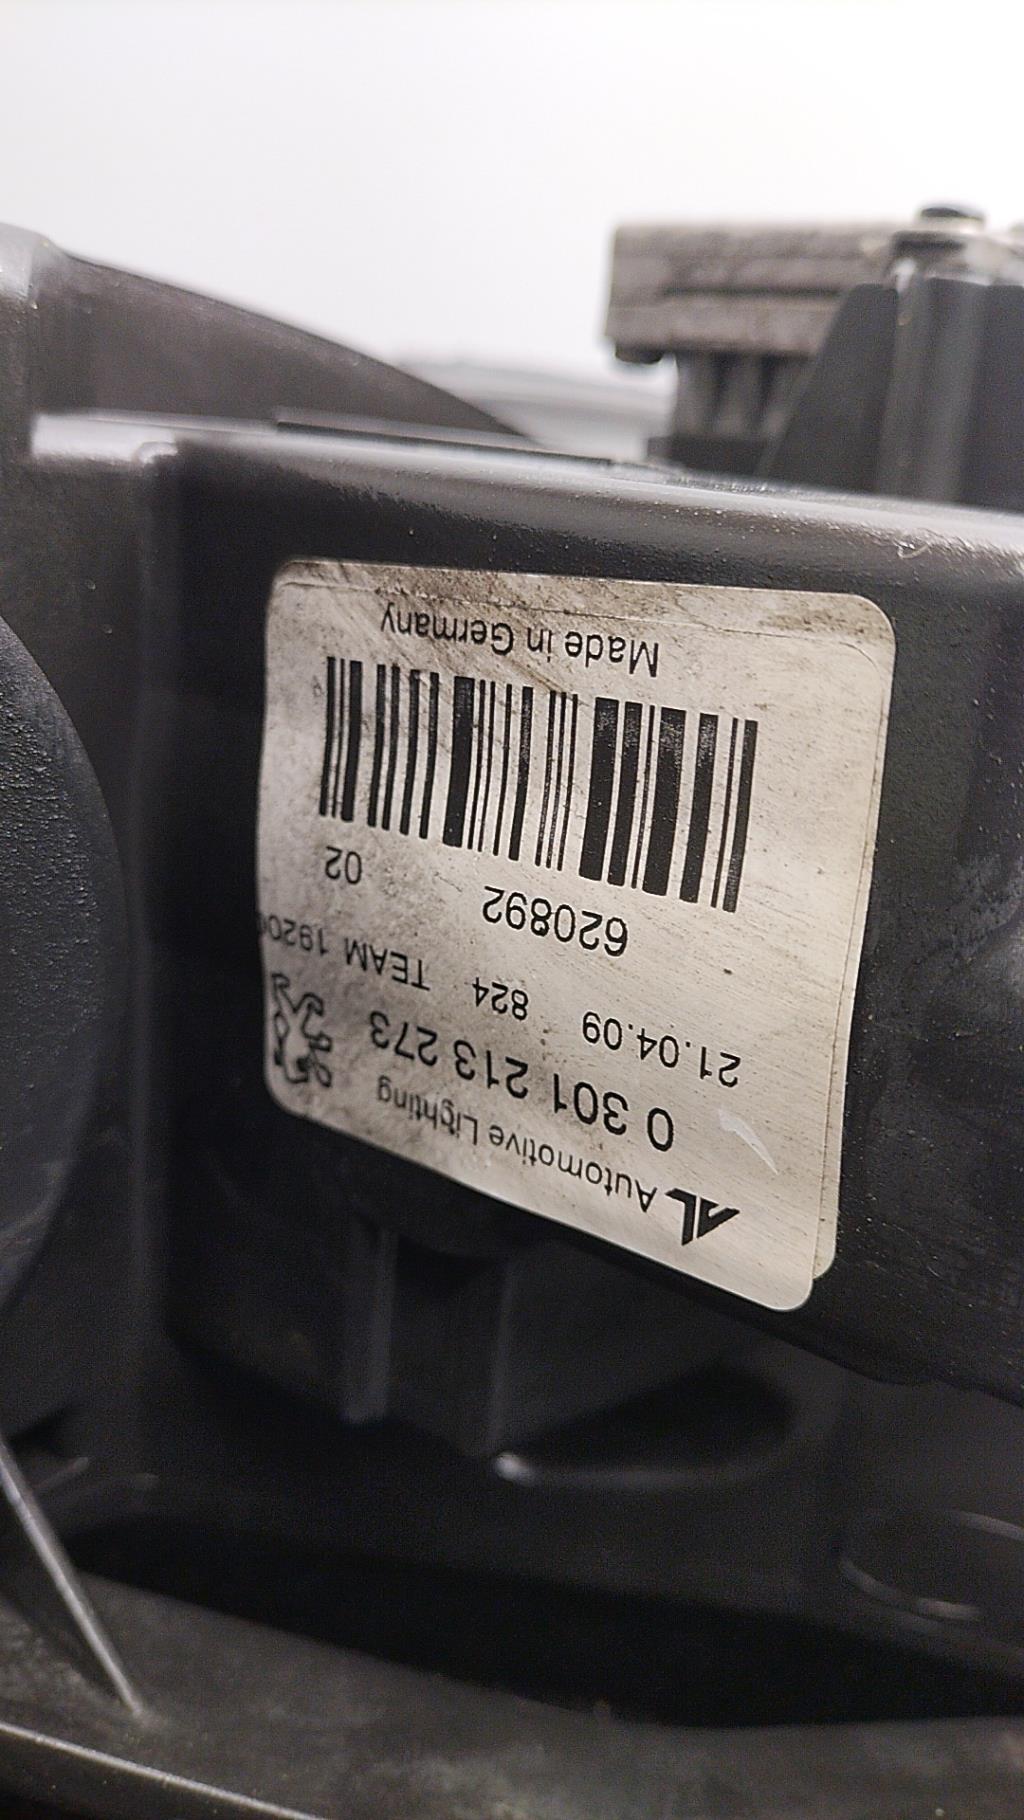 AL Automotive Lighting
0 301 213 273
21.04.09 824 TEAM
620892 02
Made in Germany